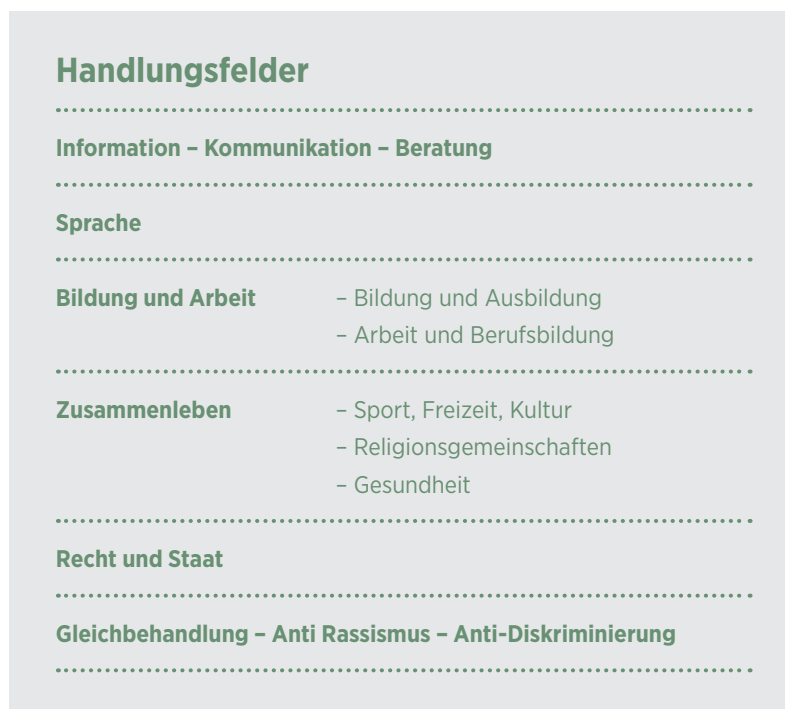 Handlungsfelder
Information – Kommunikation – Beratung
Sprache
Bildung und Arbeit – Bildung und Ausbildung
– Arbeit und Berufsbildung
Zusammenleben – Sport, Freizeit, Kultur
– Religionsgemeinschaften
– Gesundheit
Recht und Staat
Gleichbehandlung – Anti Rassismus – Anti-Diskriminierung